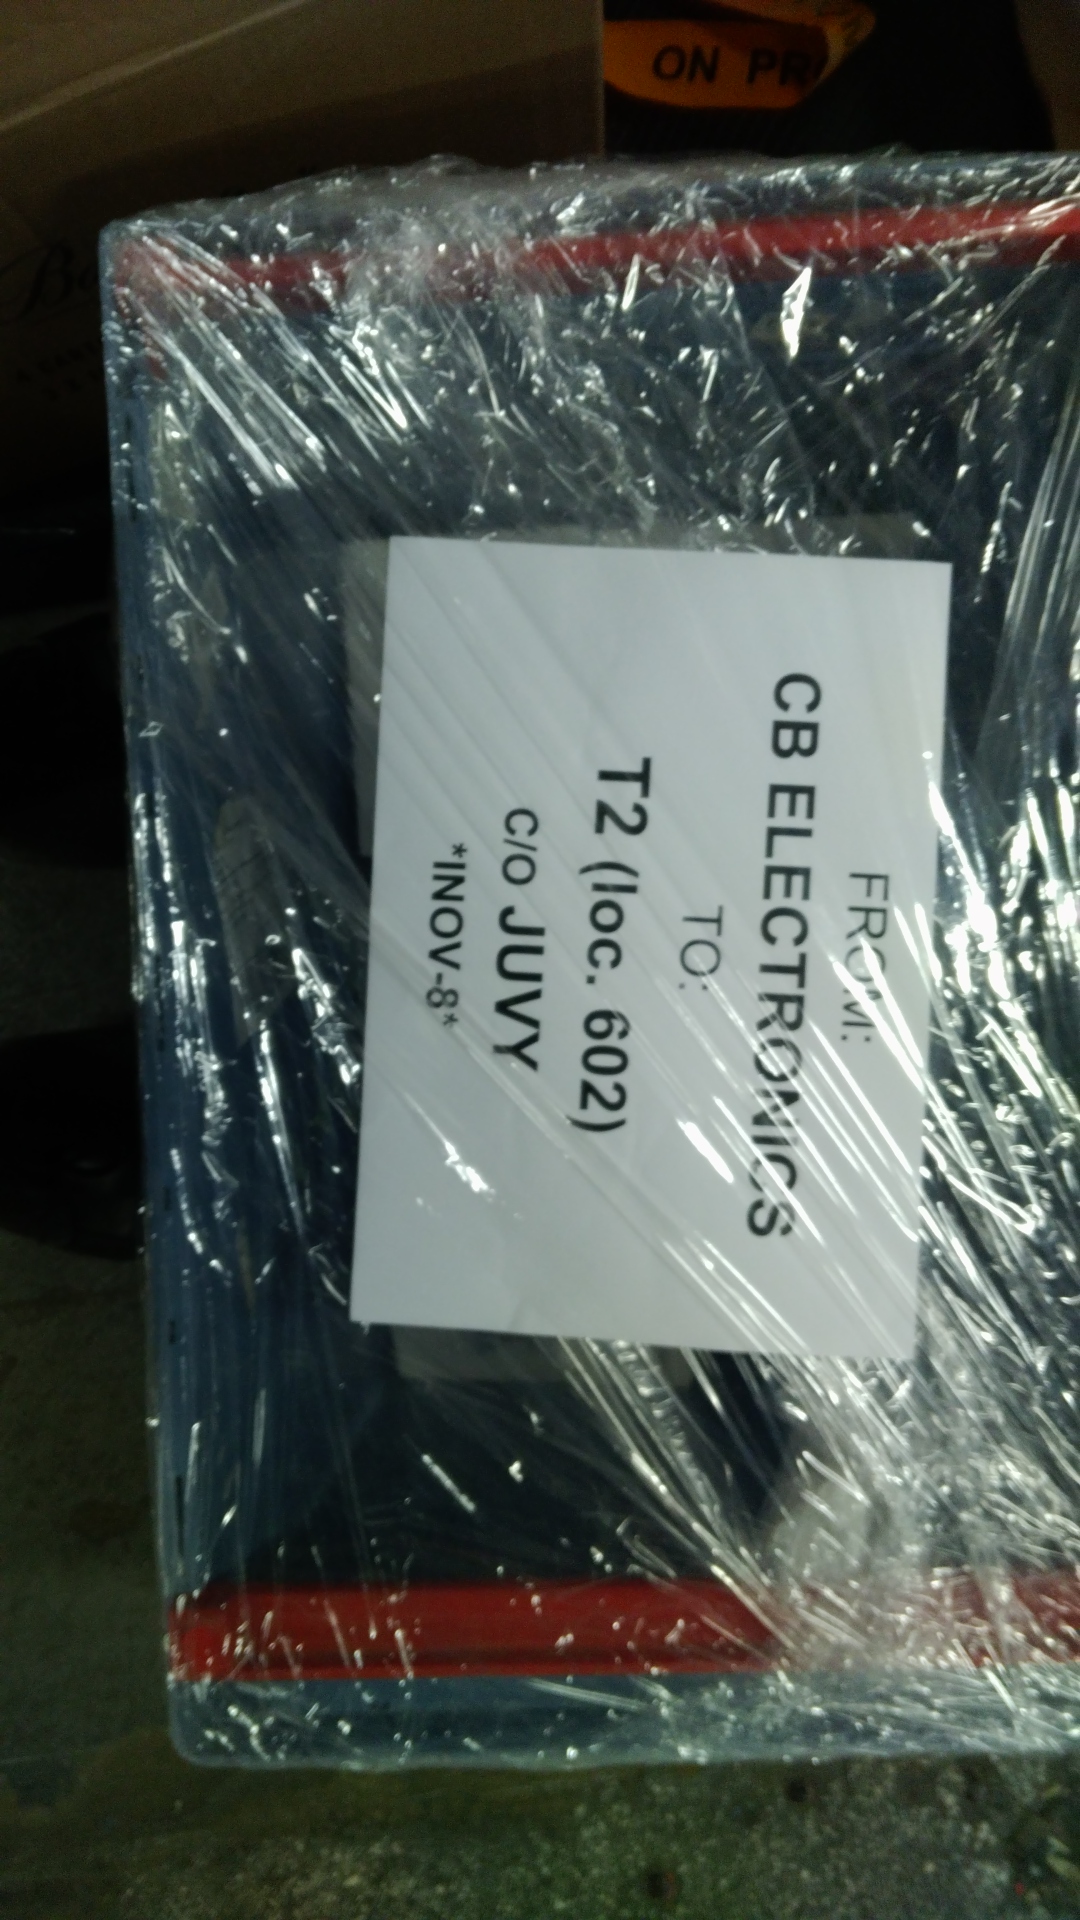 ON PR
FROM:
CB ELECTRONICS
TO:
T2 (loc. 602)
C/O JUVY
*INOV-8*